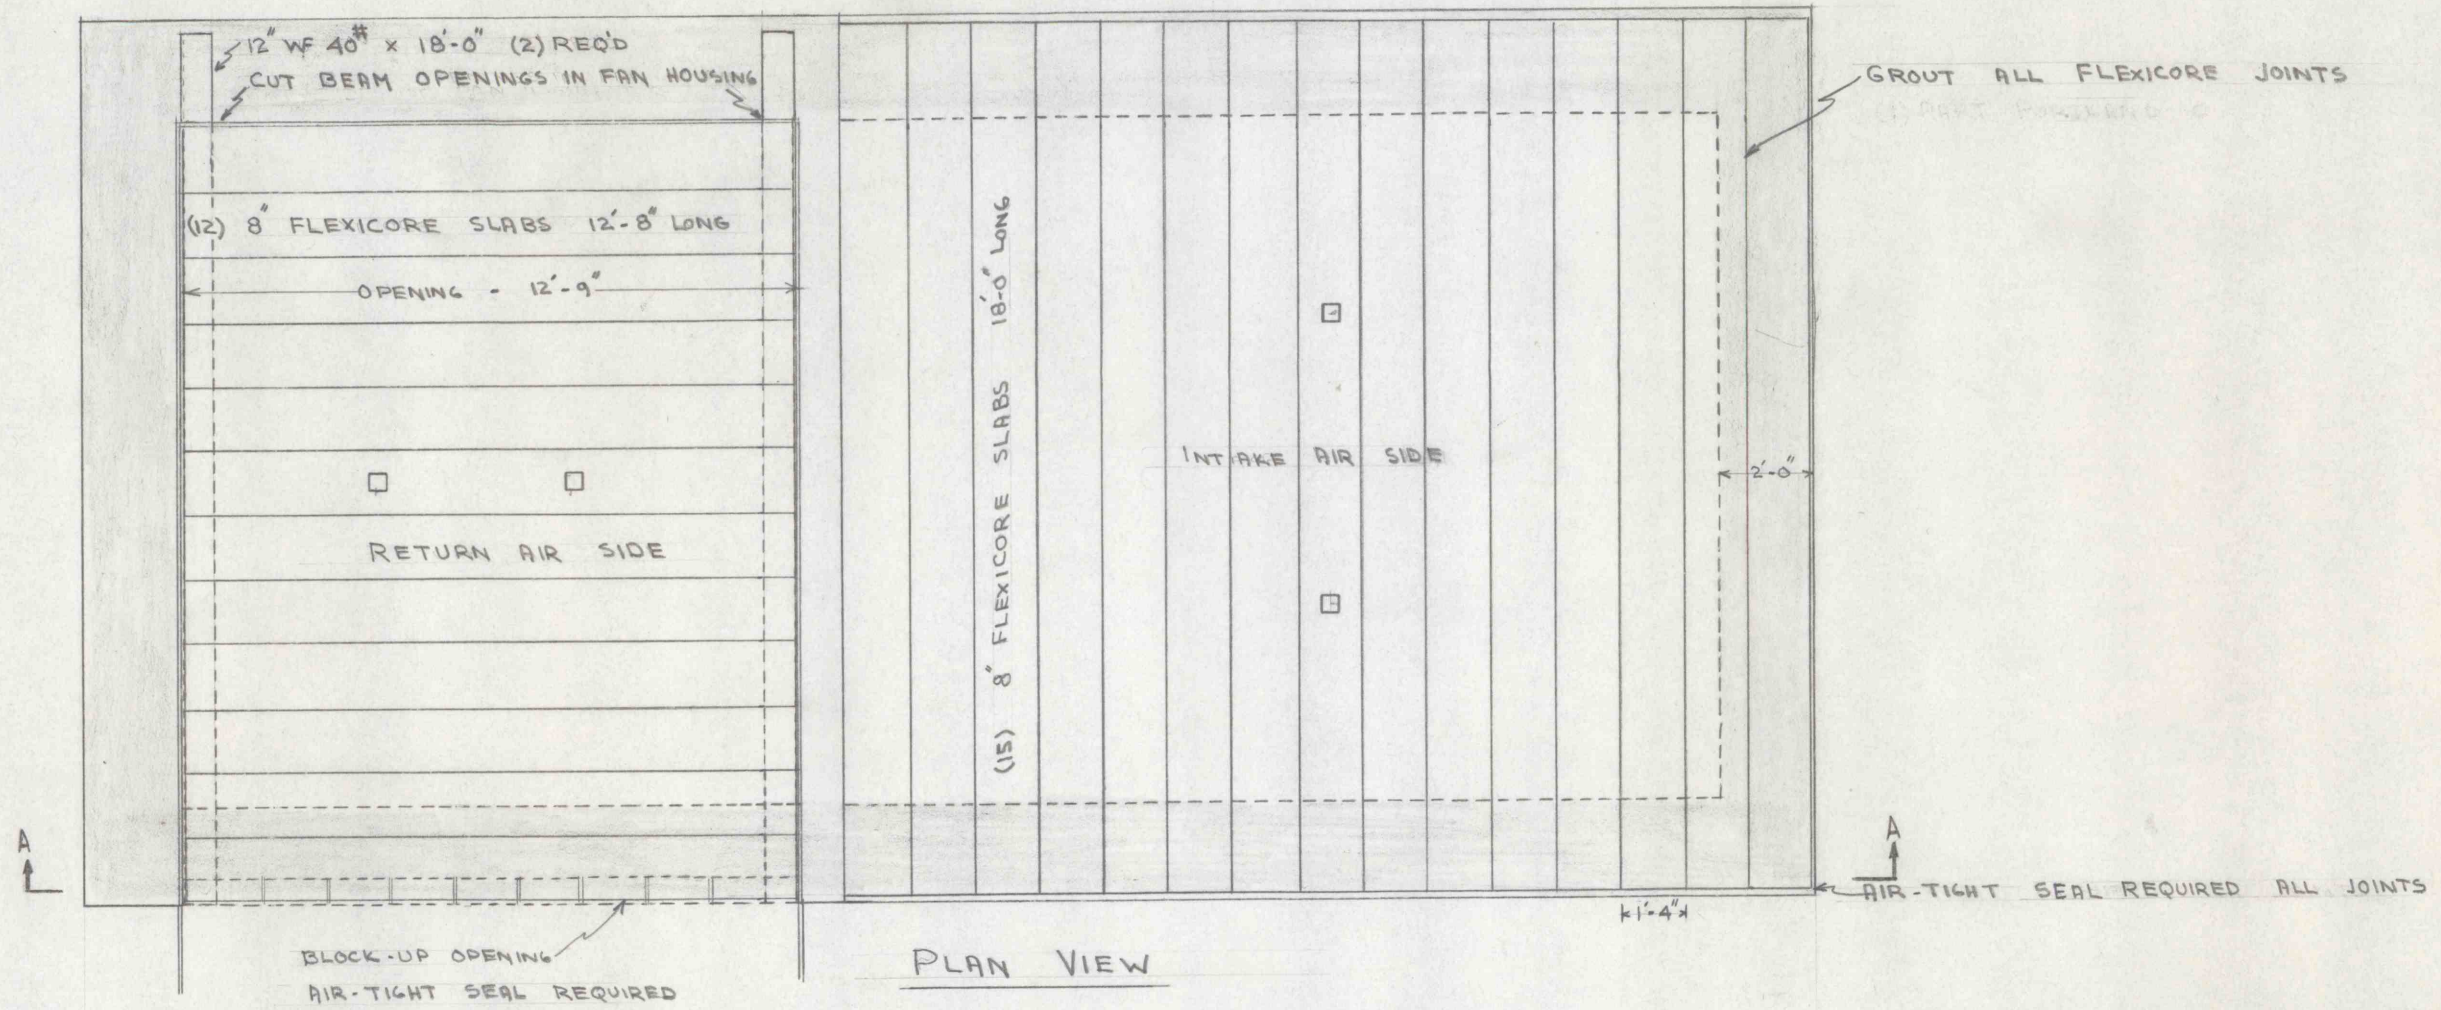 12" WF 40# x 18'-0" (2) REQ'D
CUT BEAM OPENINGS IN FAN HOUSING
GROUT ALL FLEXICORE JOINTS
(1) PART PORTLAND C
(12) 8" FLEXICORE SLABS 12'-8" LONG
OPENING - 12'-9"
(15) 8" FLEXICORE SLABS 18'-0" LONG
INTAKE AIR SIDE
2'-0"
RETURN AIR SIDE
A
A
AIR-TIGHT SEAL REQUIRED ALL JOINTS
1'-4"
BLOCK-UP OPENING
AIR-TIGHT SEAL REQUIRED
PLAN VIEW